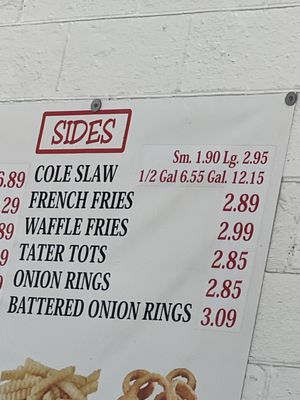 SIDES
COLE SLAW Sm. 1.90 Lg. 2.95
1/2 Gal 6.55 Gal. 12.15
FRENCH FRIES 2.89
WAFFLE FRIES 2.99
TATER TOTS 2.85
ONION RINGS 2.85
BATTERED ONION RINGS 3.09